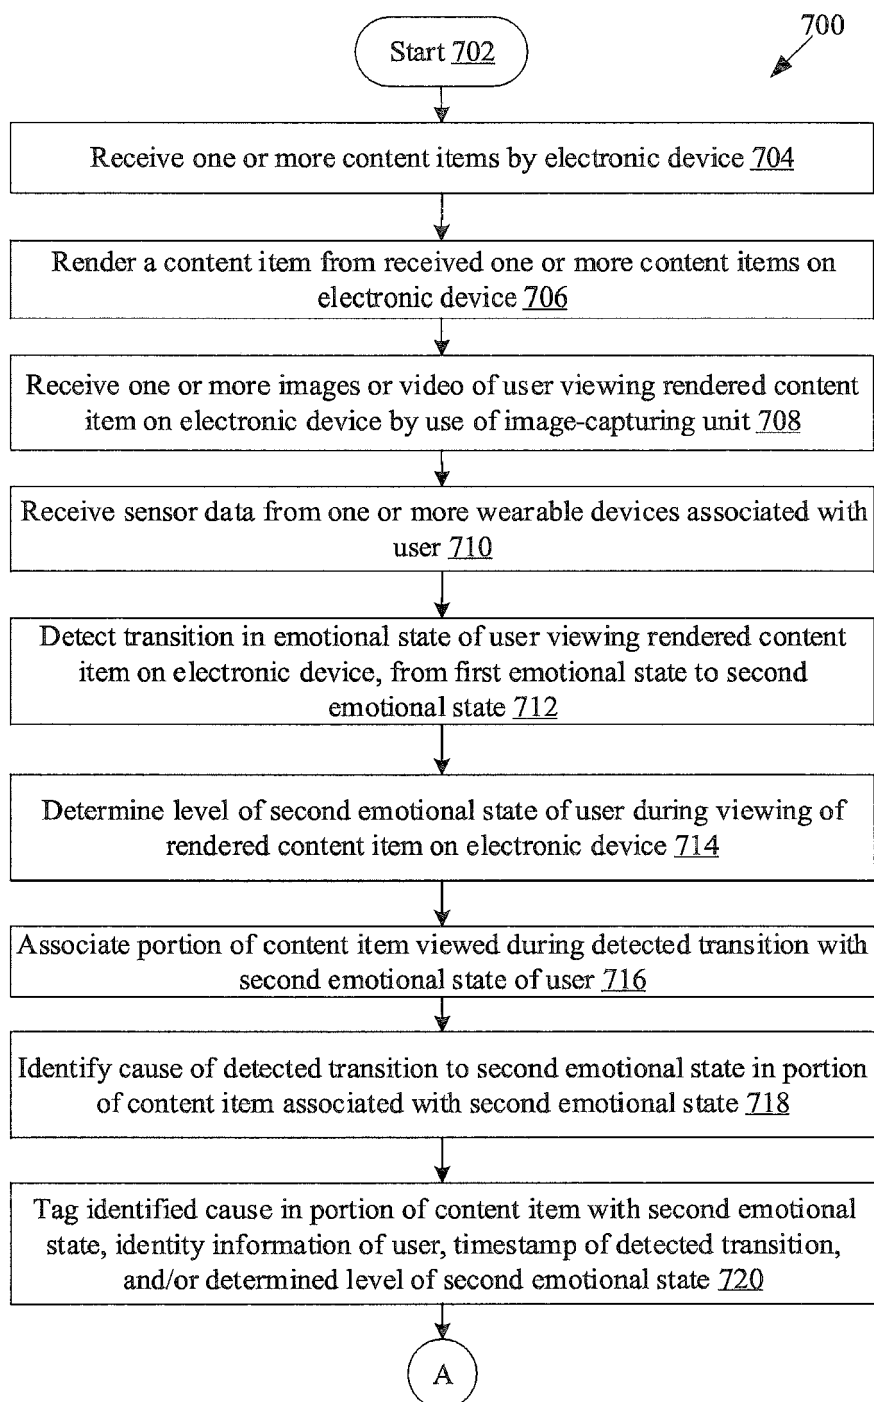 700
Start 702
Receive one or more content items by electronic device 704
Render a content item from received one or more content items on
electronic device 706
Receive one or more images or video of user viewing rendered content
item on electronic device by use of image-capturing unit 708
Receive sensor data from one or more wearable devices associated with
user 710
Detect transition in emotional state of user viewing rendered content
item on electronic device, from first emotional state to second
emotional state 712
Determine level of second emotional state of user during viewing of
rendered content item on electronic device 714
Associate portion of content item viewed during detected transition with
second emotional state of user 716
Identify cause of detected transition to second emotional state in portion
of content item associated with second emotional state 718
Tag identified cause in portion of content item with second emotional
state, identity information of user, timestamp of detected transition,
and/or determined level of second emotional state 720
A